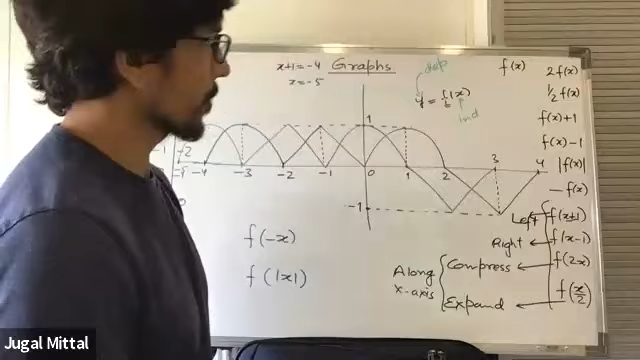 x+1=-4
x=-5
Graphs
dep
y = f(x)
ind
f(x)
2f(x)
1/2 f(x)
f(x)+1
f(x)-1
|f(x)|
-f(x)
Left f(x+1)
Right f(x-1)
Along x-axis
Compress f(2x)
Expand f(x/2)
1
-4 -3 -2 -1 0 1 2 3 4
-1
f(-x)
f(|x|)
Jugal Mittal